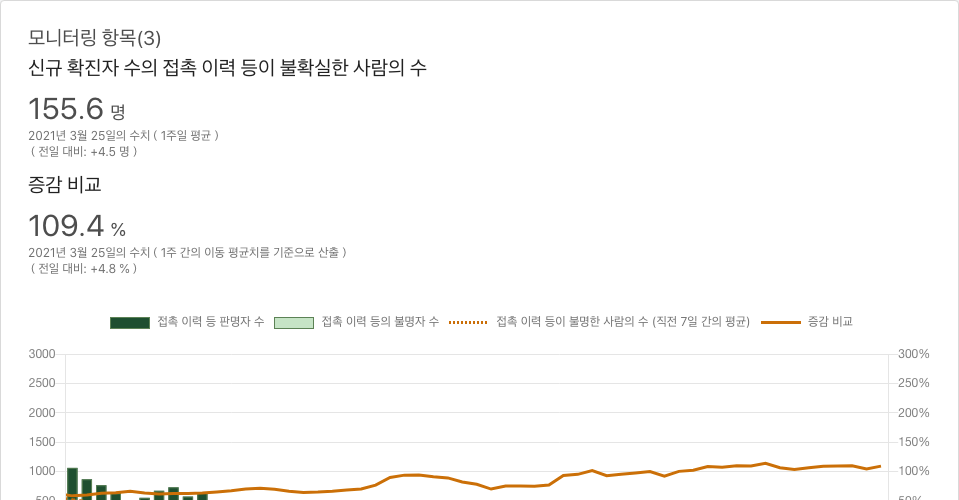 모니터링 항목(3)
신규 확진자 수의 접촉 이력 등이 불확실한 사람의 수
155.6 명
2021년 3월 25일의 수치 ( 1주일 평균 )
( 전일 대비: +4.5 명 )
증감 비교
109.4 %
2021년 3월 25일의 수치 ( 1주 간의 이동 평균치를 기준으로 산출 )
( 전일 대비: +4.8 % )
접촉 이력 등 판명자 수 접촉 이력 등의 불명자 수 접촉 이력 등이 불명한 사람의 수 (직전 7일 간의 평균) 증감 비교
3000 300%
2500 250%
2000 200%
1500 150%
1000 100%
500 50%